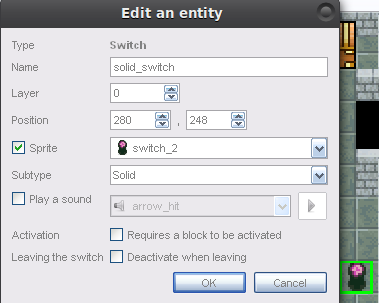 Edit an entity
Type Switch
Name solid_switch
Layer 0
Position 280 , 248
Sprite switch_2
Subtype Solid
Play a sound arrow_hit
Activation Requires a block to be activated
Leaving the switch Deactivate when leaving
OK Cancel